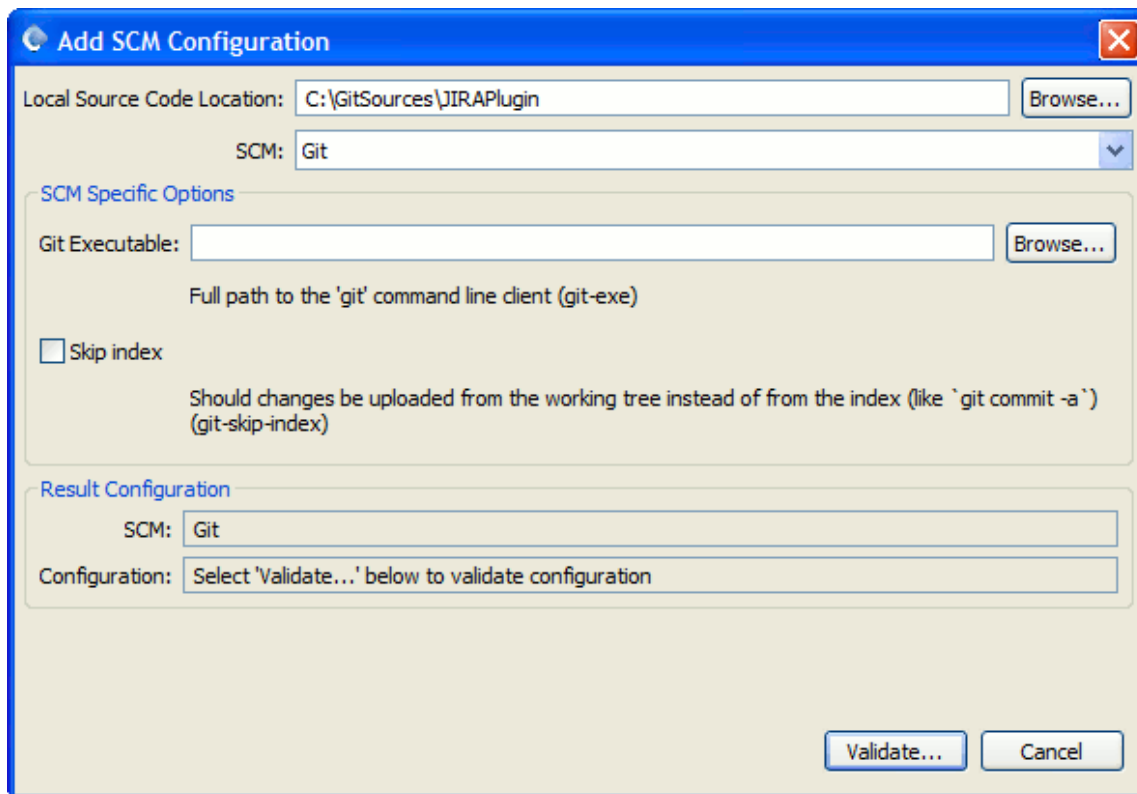 Add SCM Configuration
Local Source Code Location: C:\GitSources\JIRAPlugin Browse...
SCM: Git
SCM Specific Options
Git Executable: Browse...
Full path to the 'git' command line client (git-exe)
Skip index
Should changes be uploaded from the working tree instead of from the index (like `git commit -a`)
(git-skip-index)
Result Configuration
SCM: Git
Configuration: Select 'Validate...' below to validate configuration
Validate... Cancel